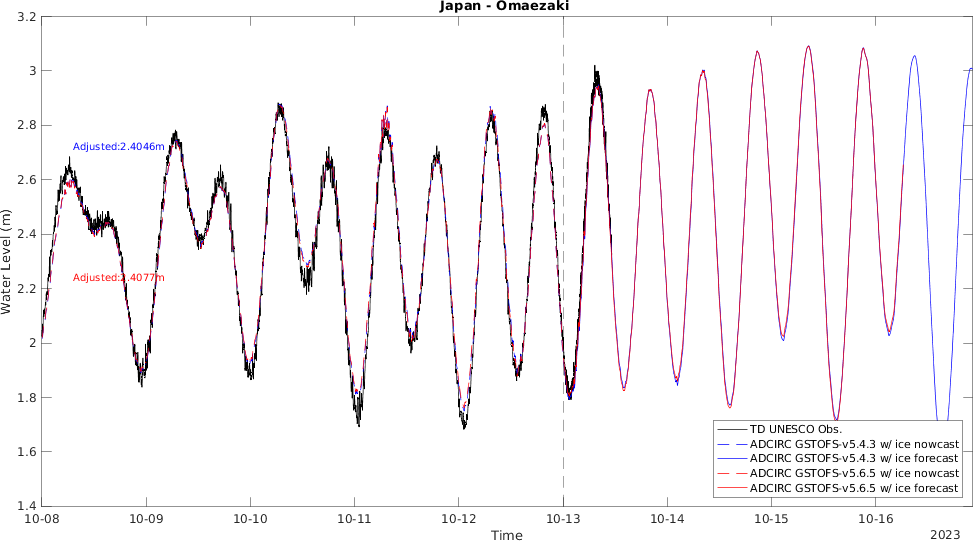 Japan - Omaezaki
3.2
3
2.8
2.6
2.4
2.2
2
1.8
1.6
1.4
Water Level (m)
Adjusted:2.4046m
Adjusted:2.4077m
TD UNESCO Obs.
ADCIRC GSTOFS-v5.4.3 w/ ice nowcast
ADCIRC GSTOFS-v5.4.3 w/ ice forecast
ADCIRC GSTOFS-v5.6.5 w/ ice nowcast
ADCIRC GSTOFS-v5.6.5 w/ ice forecast
10-08 10-09 10-10 10-11 10-12 10-13 10-14 10-15 10-16
Time
2023